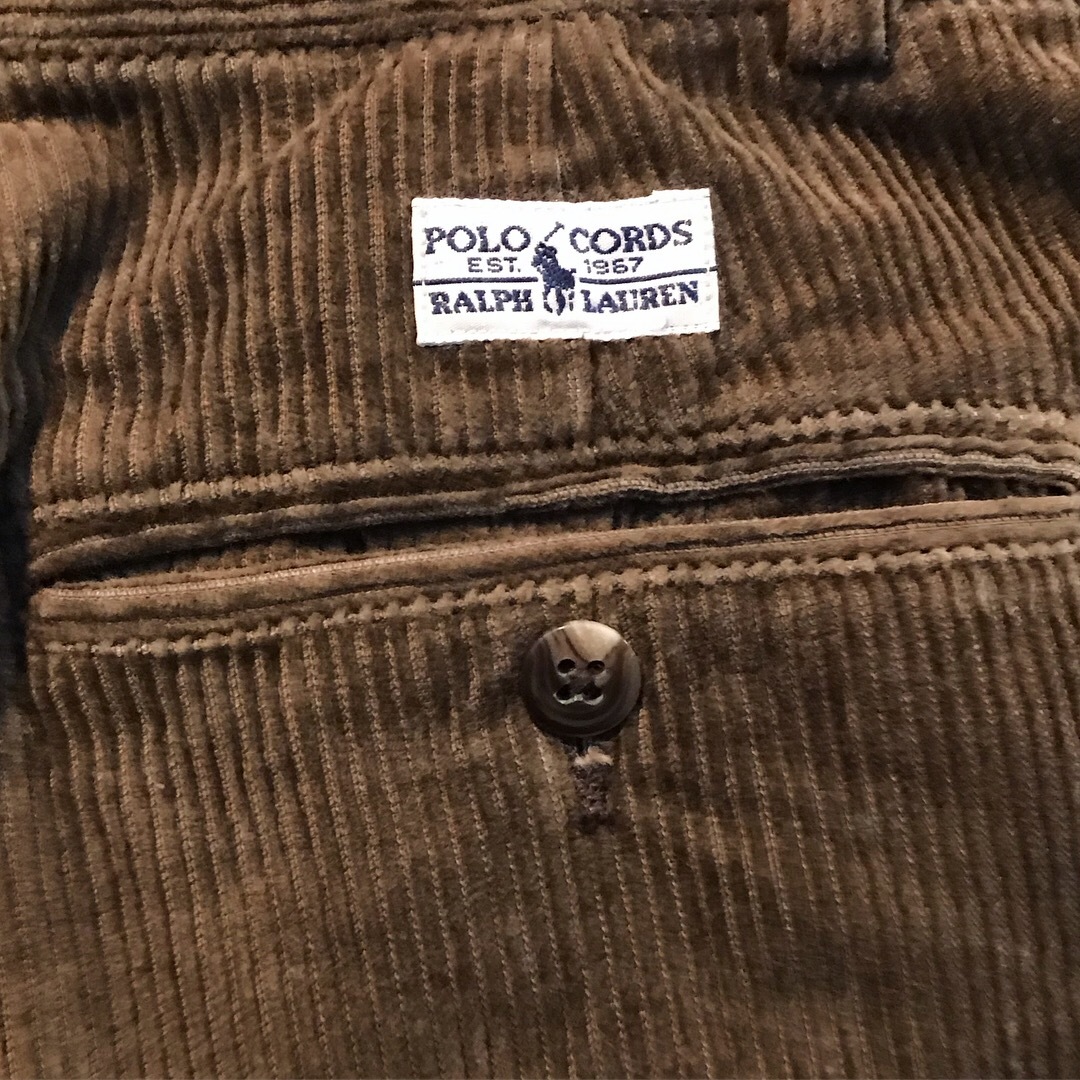 POLO CORDS
EST. 1967
RALPH LAUREN